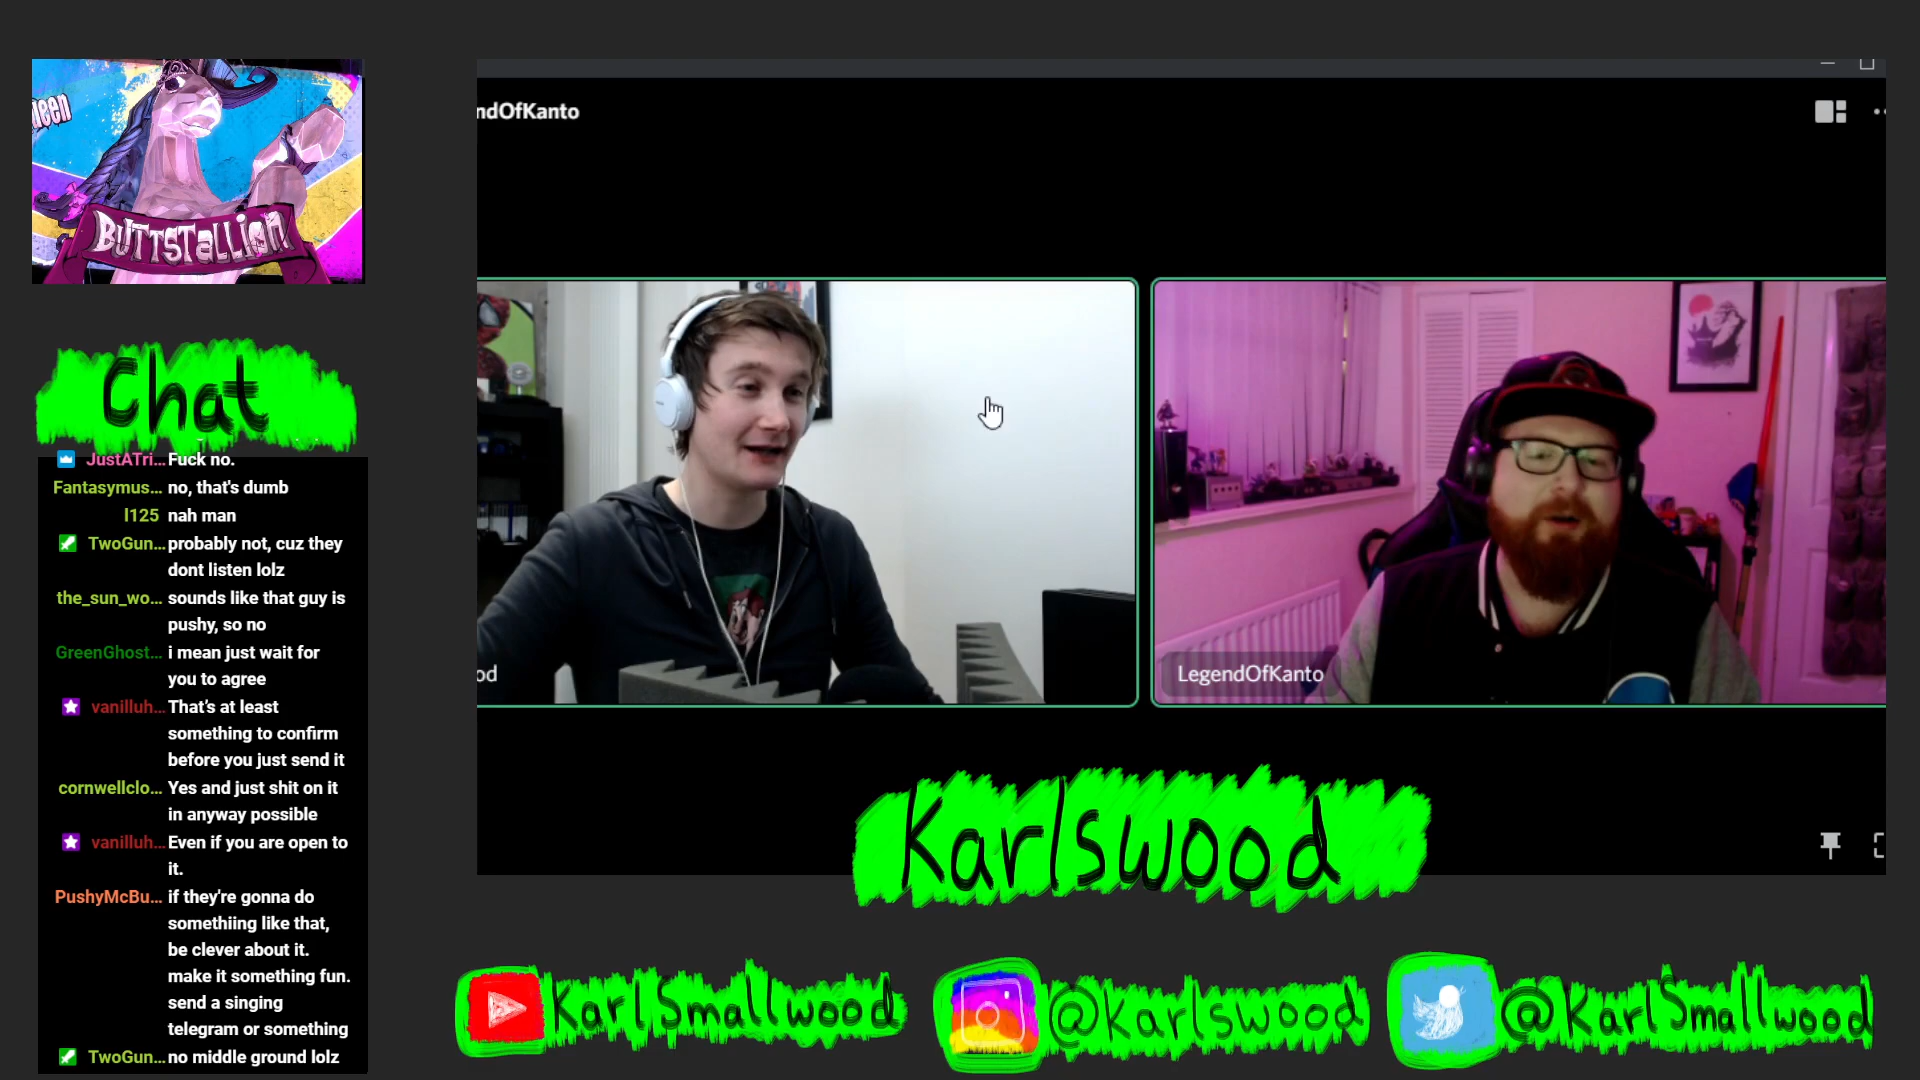 ueen
BUTTSTALLION
Chat
JustATri... Fuck no.
Fantasymus... no, that's dumb
l125 nah man
TwoGun... probably not, cuz they
dont listen lolz
the_sun_wo... sounds like that guy is
pushy, so no
GreenGhost... i mean just wait for
you to agree
vanilluh... That's at least
something to confirm
before you just send it
cornwellclo... Yes and just shit on it
in anyway possible
vanilluh... Even if you are open to
it.
PushyMcBu... if they're gonna do
somethiing like that,
be clever about it.
make it something fun.
send a singing
telegram or something
TwoGun... no middle ground lolz
ndOfKanto
od
LegendOfKanto
Karlswood
KarlSmallwood
@Karlswood
@KarlSmallwood